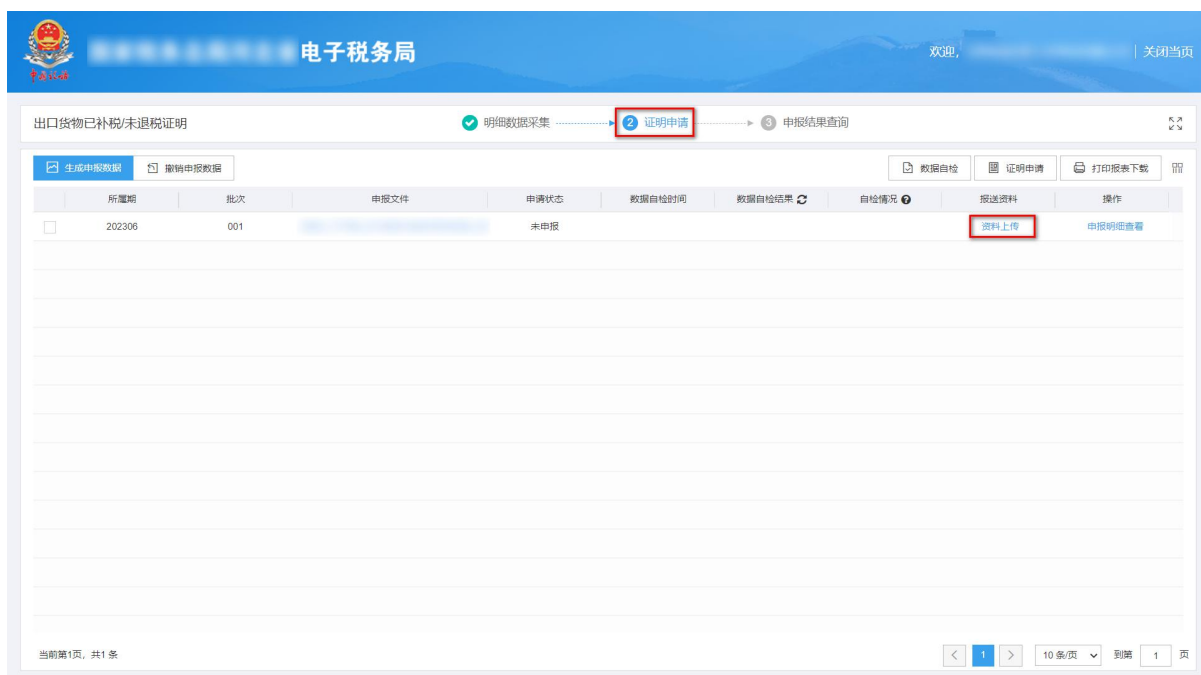 电子税务局
欢迎,
关闭当页
出口货物已补税/未退税证明
明细数据采集
2 证明申请
3 申报结果查询
生成申报数据 撤销申报数据 数据自检 证明申请 打印报表下载
所属期 批次 申报文件 申请状态 数据自检时间 数据自检结果 自检情况 报送资料 操作
202306 001 未申报 资料上传 申报明细查看
当前第1页, 共1 条
1 10 条/页 到第 1 页